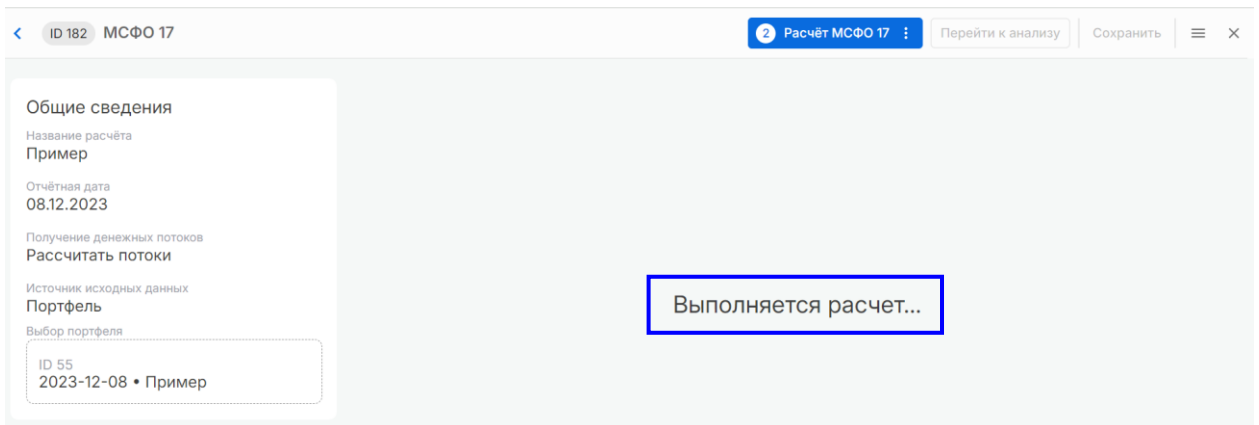 ID 182 МСФО 17
2 Расчёт МСФО 17 Перейти к анализу Сохранить
Общие сведения
Название расчёта
Пример
Отчётная дата
08.12.2023
Получение денежных потоков
Рассчитать потоки
Источник исходных данных
Портфель
Выбор портфеля
ID 55
2023-12-08 • Пример
Выполняется расчет...